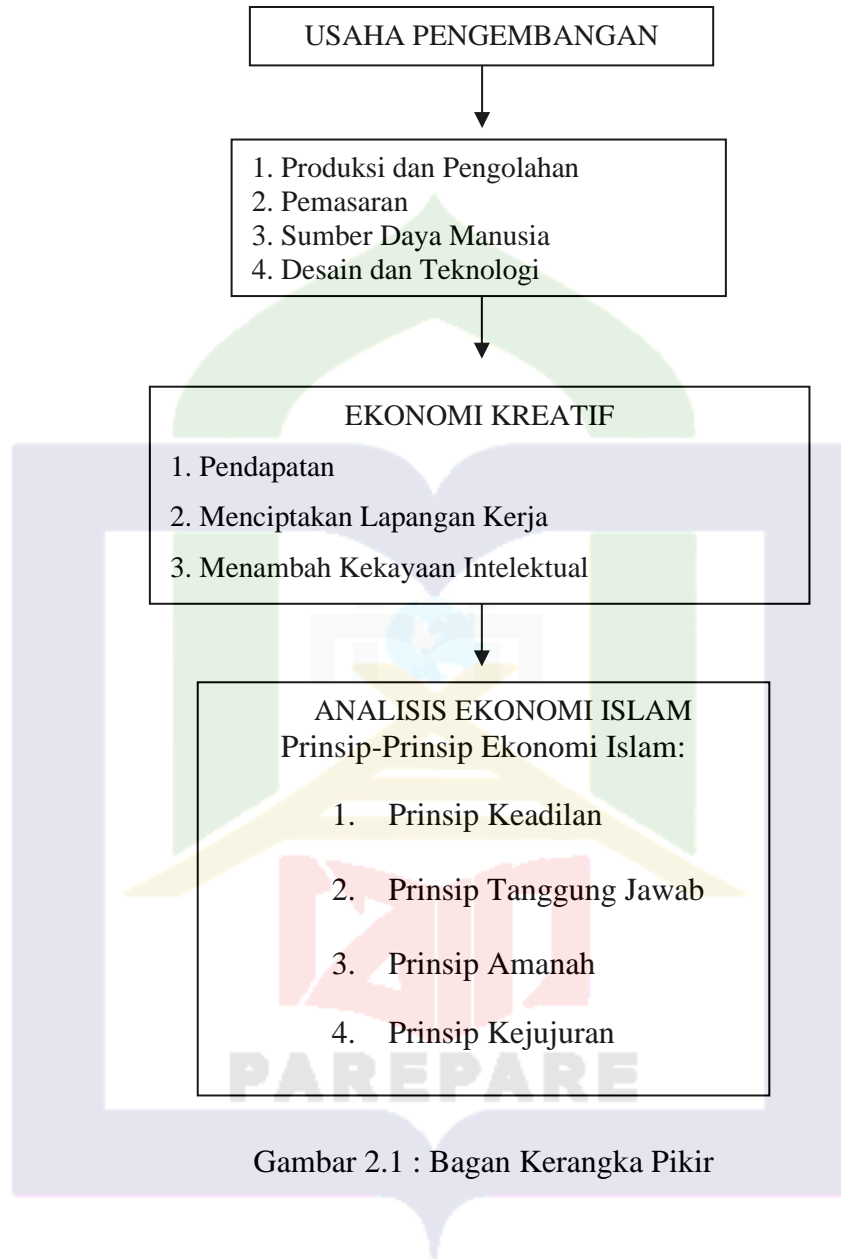 USAHA PENGEMBANGAN
1. Produksi dan Pengolahan
2. Pemasaran
3. Sumber Daya Manusia
4. Desain dan Teknologi
EKONOMI KREATIF
1. Pendapatan
2. Menciptakan Lapangan Kerja
3. Menambah Kekayaan Intelektual
ANALISIS EKONOMI ISLAM
Prinsip-Prinsip Ekonomi Islam:
1. Prinsip Keadilan
2. Prinsip Tanggung Jawab
3. Prinsip Amanah
4. Prinsip Kejujuran
PAREPARE
Gambar 2.1 : Bagan Kerangka Pikir